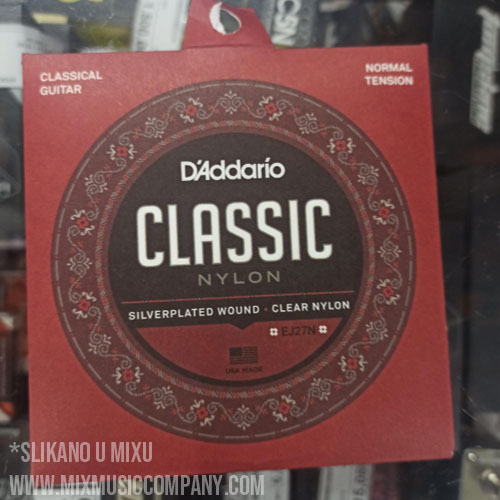 CLASSICAL
GUITAR
NORMAL
TENSION
D'Addario
CLASSIC
NYLON
SILVERPLATED WOUND • CLEAR NYLON
EJ27N
USA MADE
*SLIKANO U MIXU
WWW.MIXMUSICCOMPANY.COM